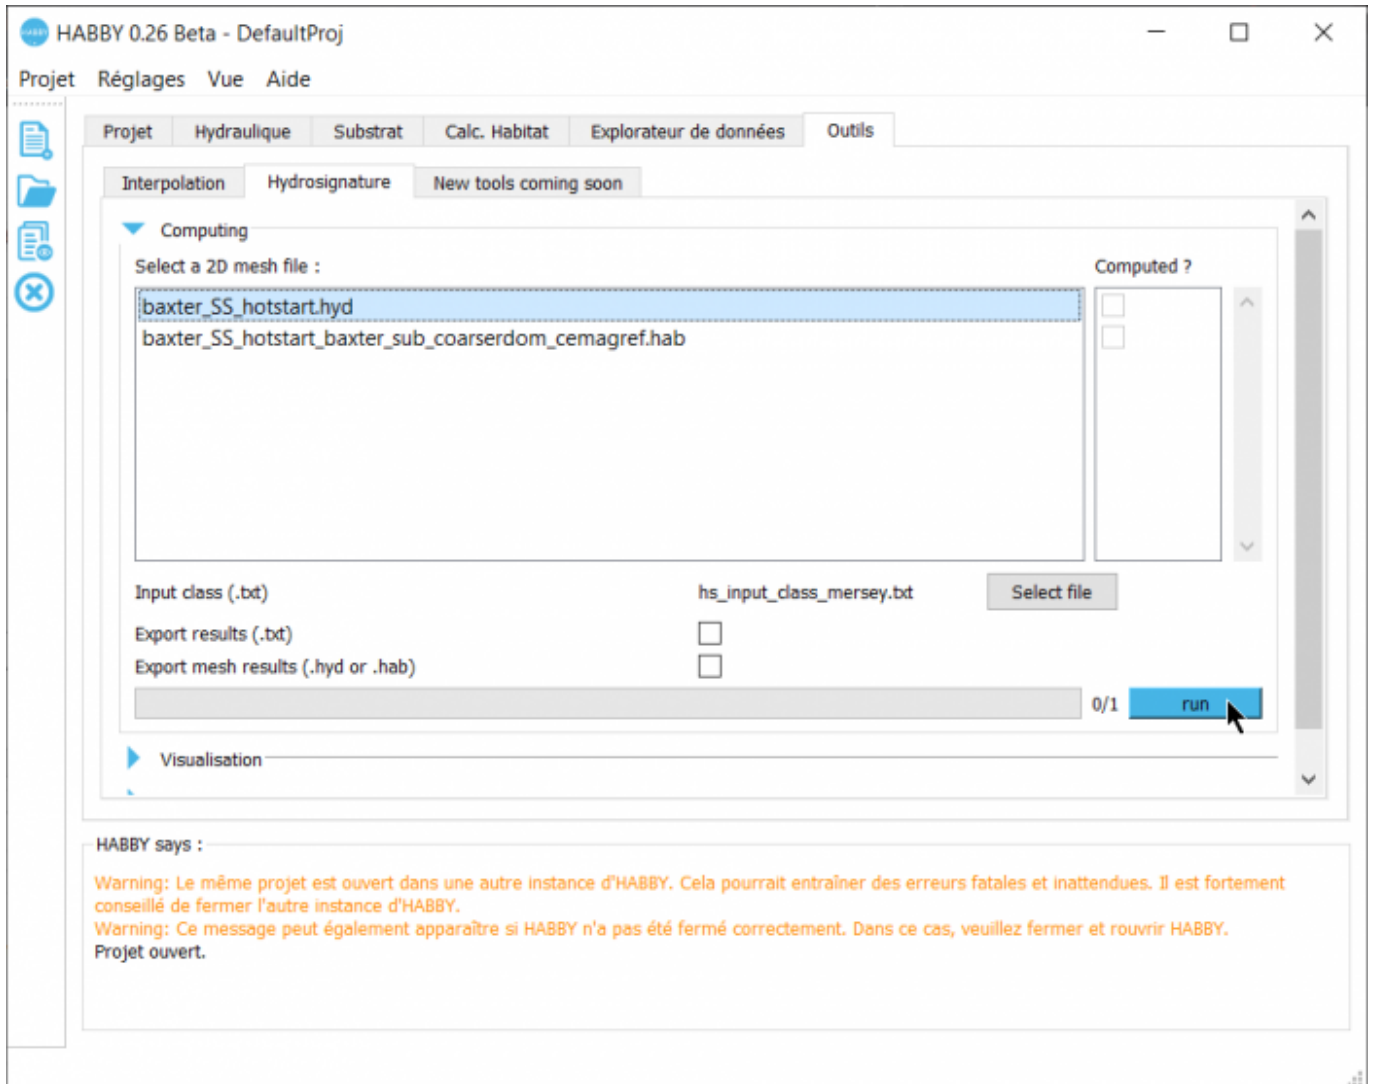 HABBY 0.26 Beta - DefaultProj
Projet Réglages Vue Aide
Projet Hydraulique Substrat Calc. Habitat Explorateur de données Outils
Interpolation Hydrosignature New tools coming soon
Computing
Select a 2D mesh file : Computed ?
baxter_SS_hotstart.hyd
baxter_SS_hotstart_baxter_sub_coarserdom_cemagref.hab
Input class (.txt) hs_input_class_mersey.txt Select file
Export results (.txt)
Export mesh results (.hyd or .hab)
0/1 run
Visualisation
HABBY says :
Warning: Le même projet est ouvert dans une autre instance d'HABBY. Cela pourrait entraîner des erreurs fatales et inattendues. Il est fortement
conseillé de fermer l'autre instance d'HABBY.
Warning: Ce message peut également apparaître si HABBY n'a pas été fermé correctement. Dans ce cas, veuillez fermer et rouvrir HABBY.
Projet ouvert.